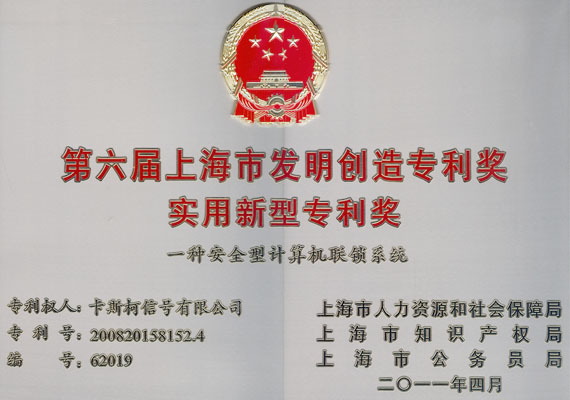 第六届上海市发明创造专利奖
实用新型专利奖
一种安全型计算机联锁系统
专利权人:卡斯柯信号有限公司
专利号:200820158152.4
编号:62019
上海市人力资源和社会保障局
上海市知识产权局
上海市公务员局
二〇一一年四月